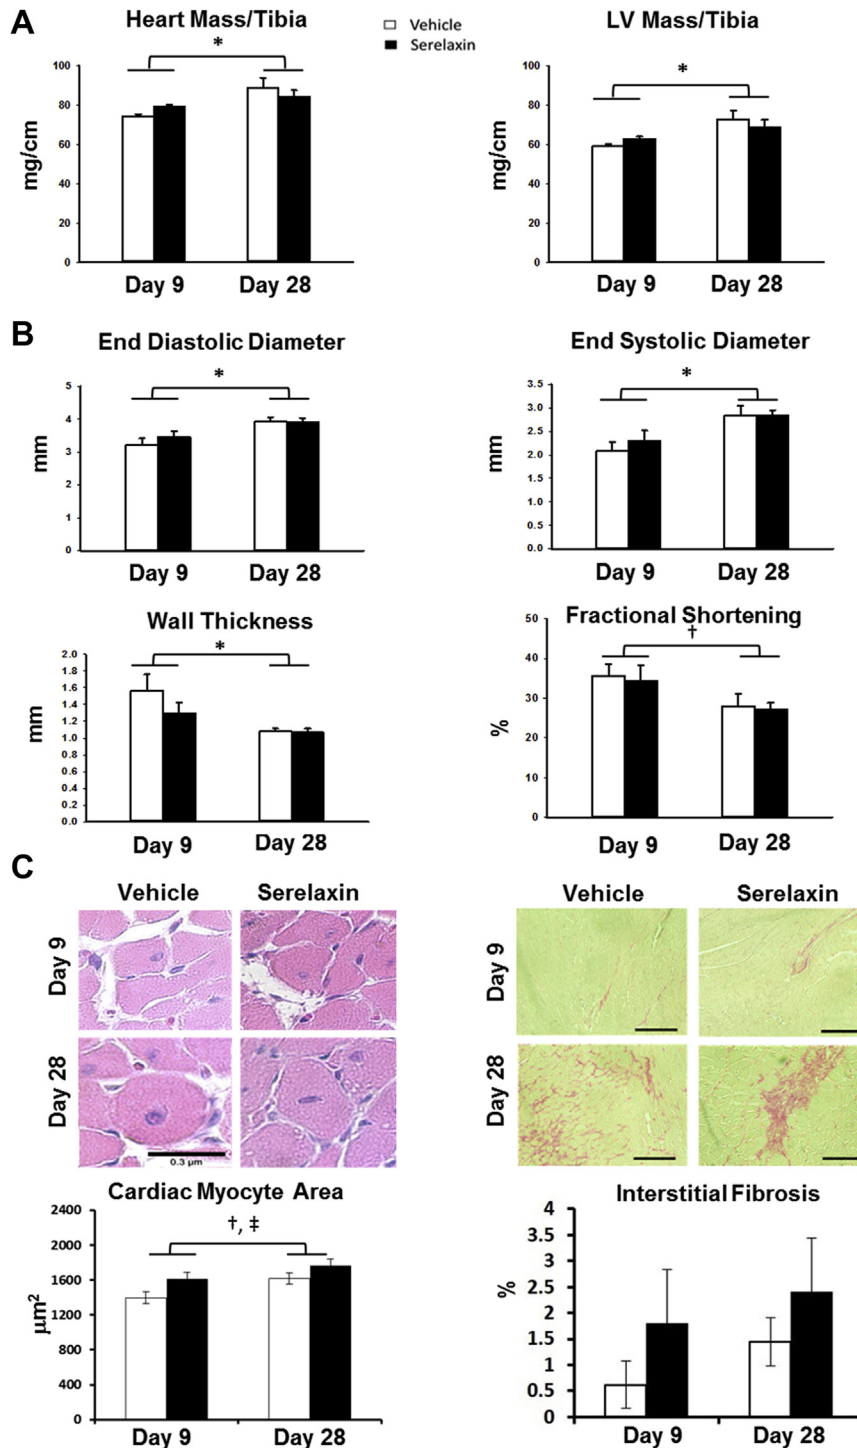 A
Heart Mass/Tibia
Vehicle
Serelaxin
LV Mass/Tibia
*
*
mg/cm
100
80
60
40
20
0
Day 9
Day 28
mg/cm
100
80
60
40
20
0
Day 9
Day 28
B
End Diastolic Diameter
*
mm
5
4
3
2
1
0
Day 9
Day 28
End Systolic Diameter
*
mm
3.5
3.0
2.5
2.0
1.5
1.0
0.5
0.0
Day 9
Day 28
Wall Thickness
*
mm
2.0
1.8
1.6
1.4
1.2
1.0
0.8
0.6
0.4
0.2
0.0
Day 9
Day 28
Fractional Shortening
†
%
50
40
30
20
10
0
Day 9
Day 28
C
Vehicle
Serelaxin
Day 9
Day 28
0.3 µm
Vehicle
Serelaxin
Day 9
Day 28
Cardiac Myocyte Area
†, ‡
µm²
2400
2000
1600
1200
800
400
0
Day 9
Day 28
Interstitial Fibrosis
%
4
3.5
3
2.5
2
1.5
1
0.5
0
Day 9
Day 28